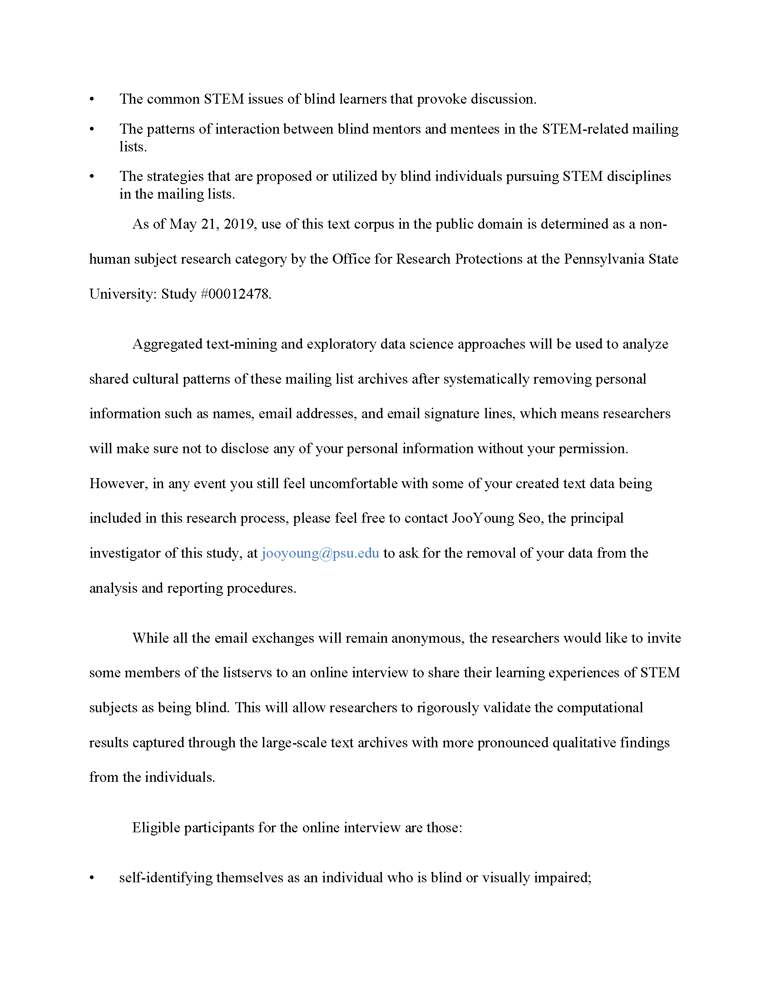 • The common STEM issues of blind learners that provoke discussion.
• The patterns of interaction between blind mentors and mentees in the STEM-related mailing
lists.
• The strategies that are proposed or utilized by blind individuals pursuing STEM disciplines
in the mailing lists.
As of May 21, 2019, use of this text corpus in the public domain is determined as a non-
human subject research category by the Office for Research Protections at the Pennsylvania State
University: Study #00012478.
Aggregated text-mining and exploratory data science approaches will be used to analyze
shared cultural patterns of these mailing list archives after systematically removing personal
information such as names, email addresses, and email signature lines, which means researchers
will make sure not to disclose any of your personal information without your permission.
However, in any event you still feel uncomfortable with some of your created text data being
included in this research process, please feel free to contact JooYoung Seo, the principal
investigator of this study, at jooyoung@psu.edu to ask for the removal of your data from the
analysis and reporting procedures.
While all the email exchanges will remain anonymous, the researchers would like to invite
some members of the listservs to an online interview to share their learning experiences of STEM
subjects as being blind. This will allow researchers to rigorously validate the computational
results captured through the large-scale text archives with more pronounced qualitative findings
from the individuals.
Eligible participants for the online interview are those:
• self-identifying themselves as an individual who is blind or visually impaired;